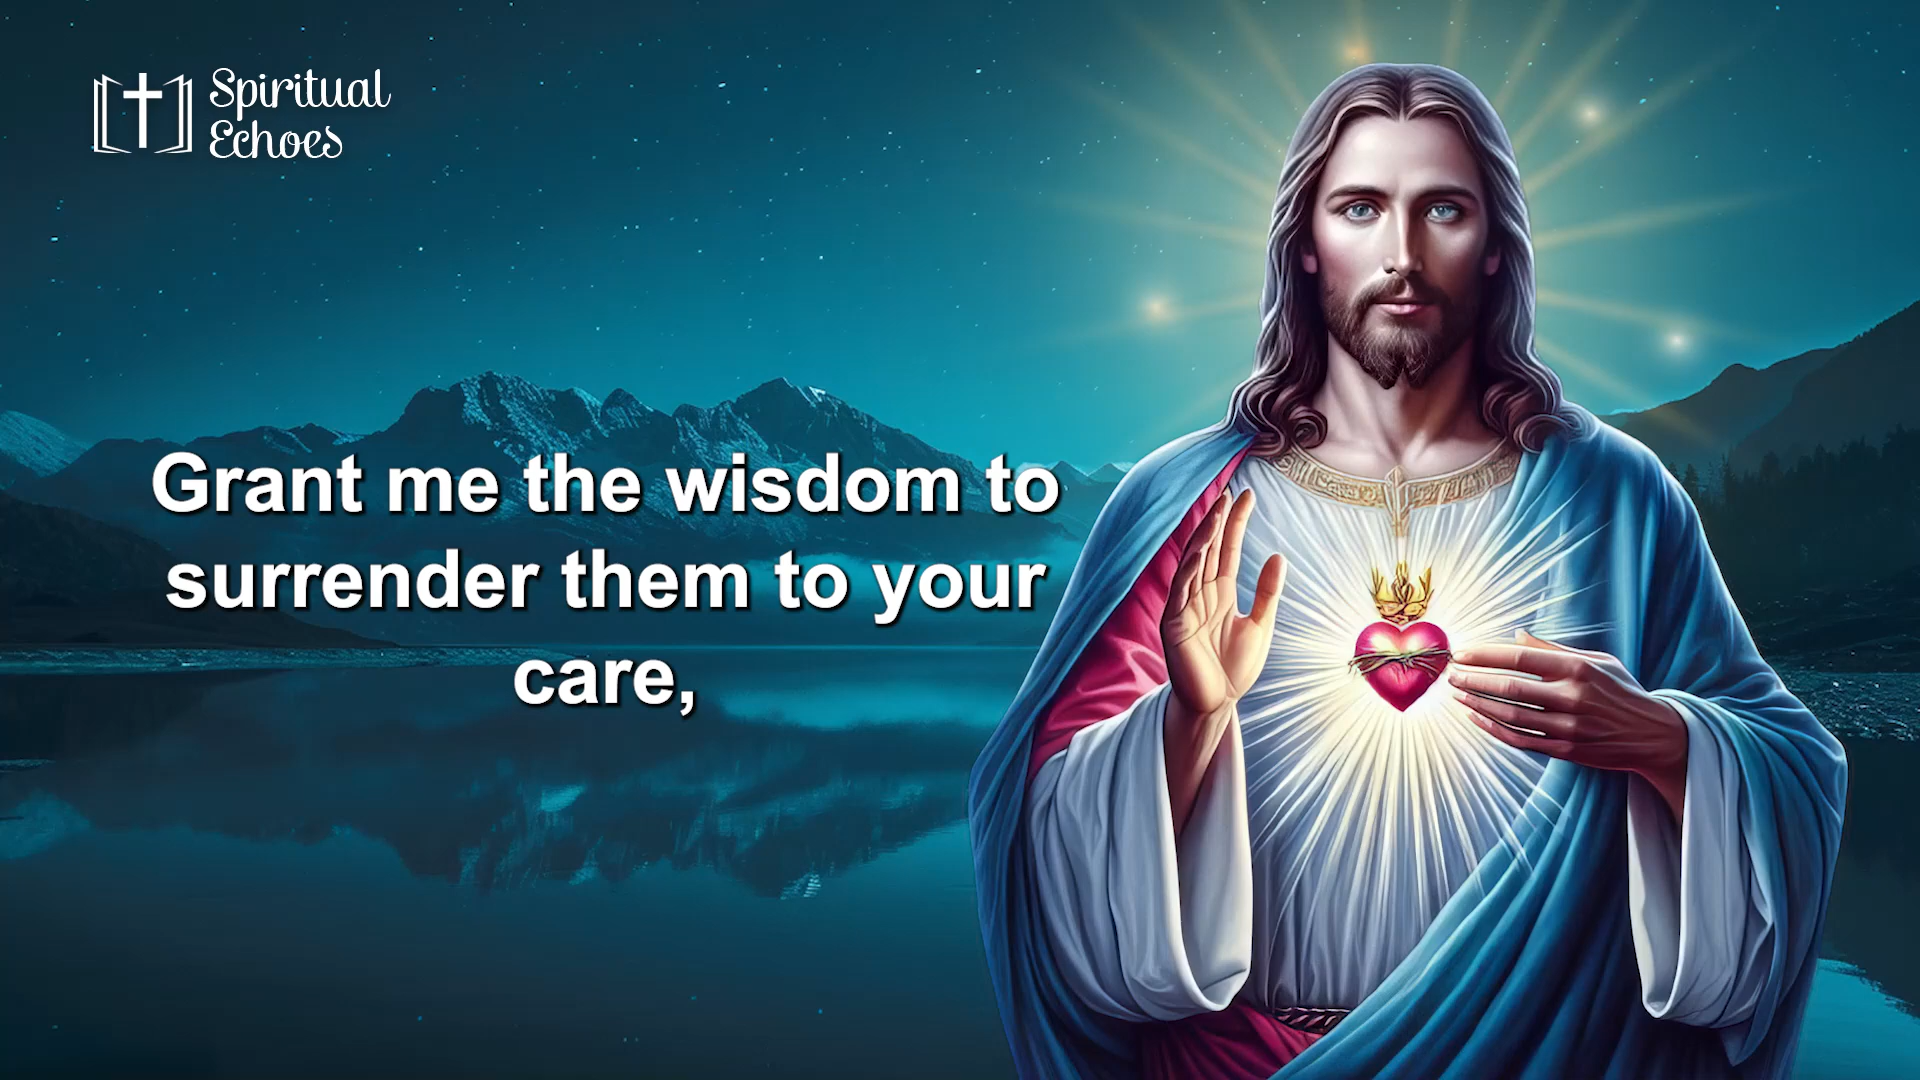 Spiritual
Echoes
Grant me the wisdom to
surrender them to your
care,